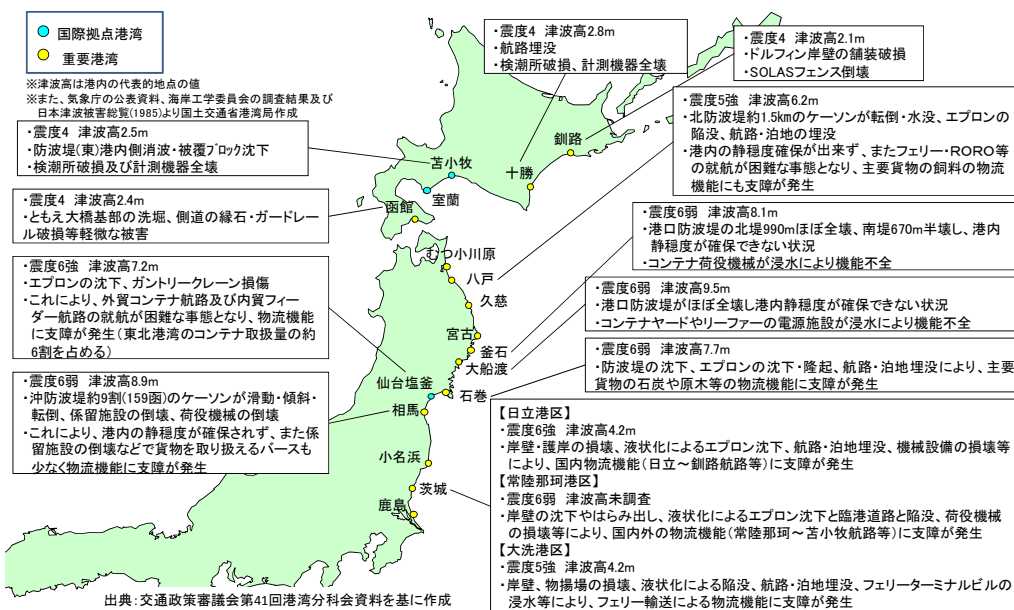 国際拠点港湾
重要港湾
※津波高は港内の代表的地点の値
※また、気象庁の公表資料、海岸工学委員会の調査結果及び
日本津波被害総覧(1985)より国土交通省港湾局作成
・震度4 津波高2.5m
・防波堤(東)港内側消波・被覆ブロック沈下
・検潮所破損及び計測機器全壊
・震度4 津波高2.4m
・ともえ大橋基部の洗堀、側道の縁石・ガードレール
破損等軽微な被害
・震度6強 津波高7.2m
・エプロンの沈下、ガントリークレーン損傷
・これにより、外貿コンテナ航路及び内貿フィー
ダー航路の就航が困難な事態となり、物流機能
に支障が発生(東北港湾のコンテナ取扱量の約
6割を占める)
・震度6弱 津波高8.9m
・沖防波堤約9割(159函)のケーソンが滑動・傾斜・
転倒、係留施設の倒壊、荷役機械の倒壊
・これにより、港内の静穏度が確保されず、また係
留施設の倒壊などで貨物を取り扱えるバースも
少なく物流機能に支障が発生
・震度4 津波高2.8m
・航路埋没
・検潮所破損、計測機器全壊
・震度4 津波高2.1m
・ドルフィン岸壁の舗装破損
・SOLASフェンス倒壊
・震度5強 津波高6.2m
・北防波堤約1.5kmのケーソンが転倒・水没、エプロンの
陥没、航路・泊地の埋没
・港内の静穏度確保が出来ず、またフェリー・RORO等
の就航が困難な事態となり、主要貨物の飼料の物流
機能にも支障が発生
・震度6弱 津波高8.1m
・港口防波堤の北堤990mほぼ全壊、南堤670m半壊し、港内
静穏度が確保できない状況
・コンテナ荷役機械が浸水により機能不全
・震度6弱 津波高9.5m
・港口防波堤がほぼ全壊し港内静穏度が確保できない状況
・コンテナヤードやリーファーの電源施設が浸水により機能不全
・震度6弱 津波高7.7m
・防波堤の沈下、エプロンの沈下・隆起、航路・泊地埋没により、主要
貨物の石炭や原木等の物流機能に支障が発生
【日立港区】
・震度6強 津波高4.2m
・岸壁・護岸の損壊、液状化によるエプロン沈下、航路・泊地埋没、機械設備の損壊等
により、国内物流機能(日立～釧路航路等)に支障が発生
【常陸那珂港区】
・震度6弱 津波高未調査
・岸壁の沈下やはらみ出し、液状化によるエプロン沈下と臨港道路と陥没、荷役機械
の損壊等により、国内外の物流機能(常陸那珂～苫小牧航路等)に支障が発生
【大洗港区】
・震度5強 津波高4.2m
・岸壁、物揚場の損壊、液状化による陥没、航路・泊地埋没、フェリーターミナルビルの
浸水等により、フェリー輸送による物流機能に支障が発生
釧路
苫小牧
十勝
室蘭
函館
むつ小川原
八戸
久慈
宮古
釜石
大船渡
仙台塩釜
石巻
相馬
小名浜
茨城
鹿島
出典:交通政策審議会第41回港湾分科会資料を基に作成